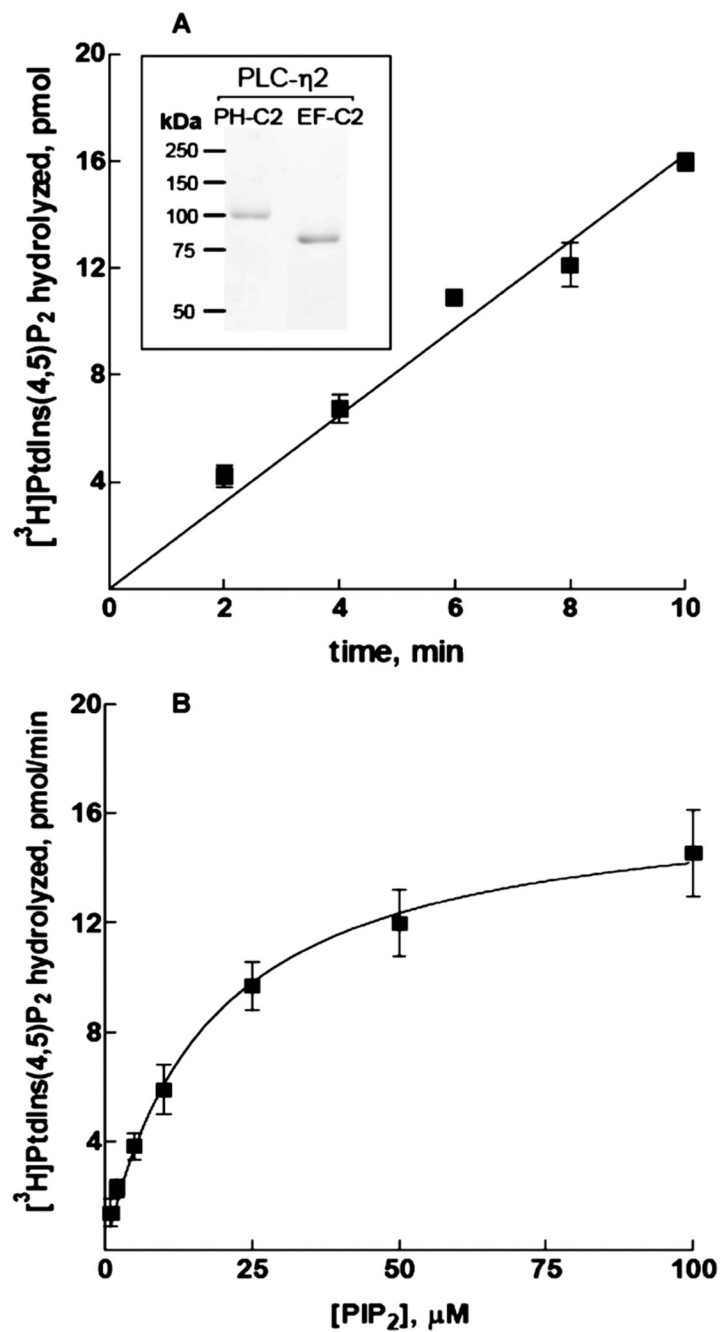 A
20
16
12
8
4
[³H]PtdIns(4,5)P₂ hydrolyzed, pmol
PLC-η2
kDa PH-C2 EF-C2
250
150
100
75
50
0 2 4 6 8 10
time, min
B
20
16
12
8
4
[³H]PtdIns(4,5)P₂ hydrolyzed, pmol/min
0 25 50 75 100
[PIP₂], μM